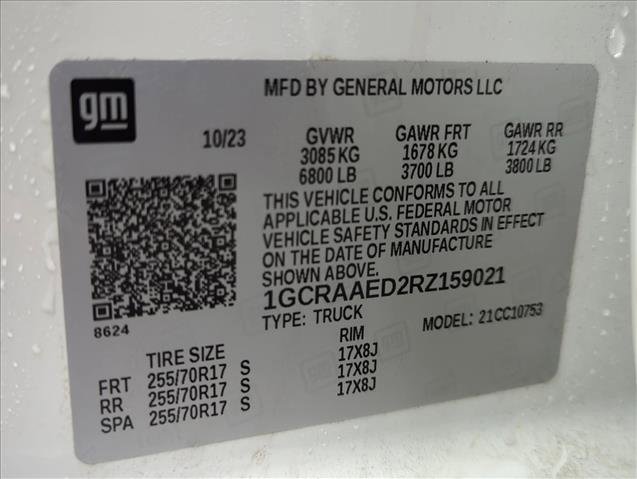 gm
MFD BY GENERAL MOTORS LLC
10/23 GVWR GAWR FRT GAWR RR
3085 KG 1678 KG 1724 KG
6800 LB 3700 LB 3800 LB
THIS VEHICLE CONFORMS TO ALL
APPLICABLE U.S. FEDERAL MOTOR
VEHICLE SAFETY STANDARDS IN EFFECT
ON THE DATE OF MANUFACTURE
SHOWN ABOVE.
1GCRAAED2RZ159021
8624
TYPE: TRUCK MODEL: 21CC10753
TIRE SIZE RIM
FRT 255/70R17 S 17X8J
RR 255/70R17 S 17X8J
SPA 255/70R17 S 17X8J